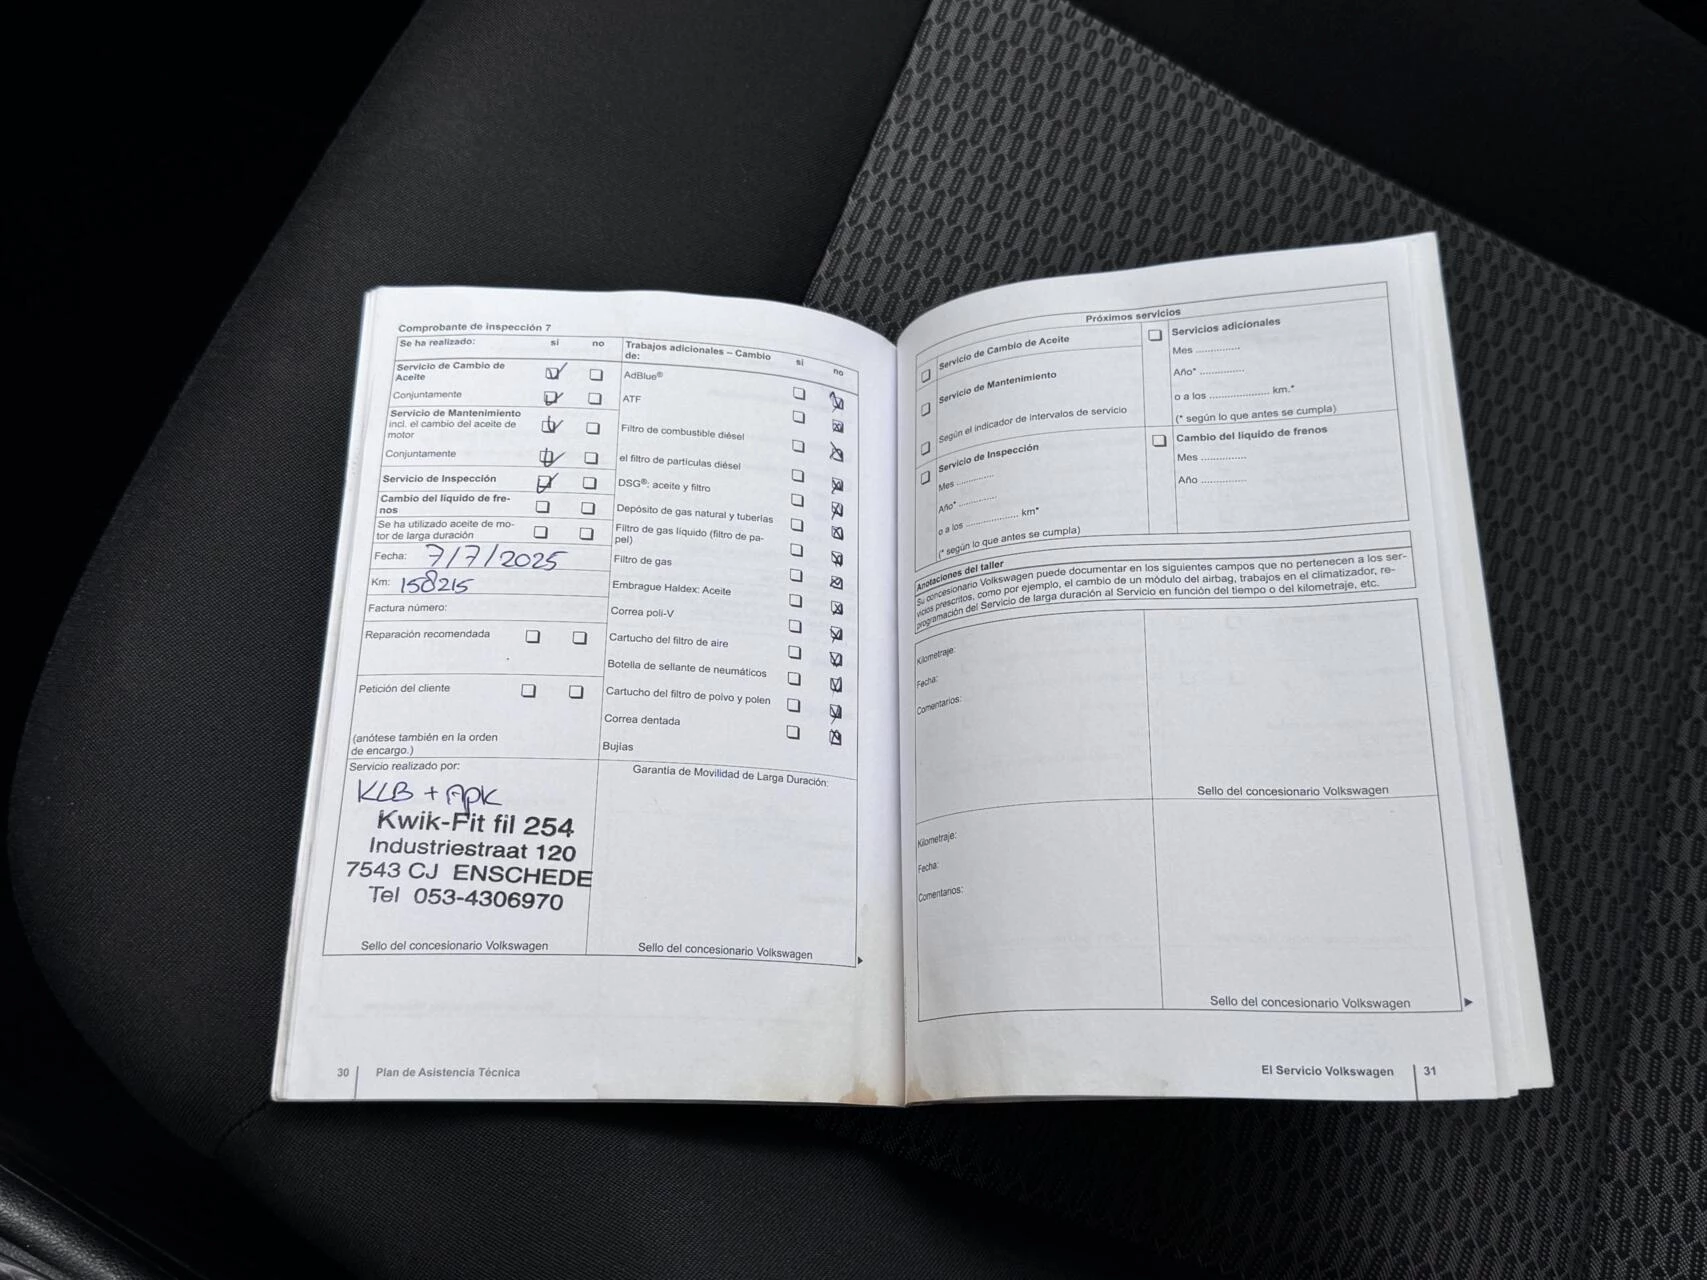 Comprobante de inspección 7
Se ha realizado: si no
Servicio de Cambio de
Aceite
Conjuntamente
Servicio de Mantenimiento
incl. el cambio del aceite de
motor
Conjuntamente
Servicio de Inspección
Cambio del líquido de fre-
nos
Se ha utilizado aceite de mo-
tor de larga duración
Fecha: 7/7/2025
Km: 158215
Factura número:
Reparación recomendada
Petición del cliente
(anótese también en la orden
de encargo.)
Servicio realizado por:
KLB + APK
Kwik-Fit fil 254
Industriestraat 120
7543 CJ ENSCHEDE
Tel 053-4306970
Sello del concesionario Volkswagen
Trabajos adicionales – Cambio
de: si no
AdBlue®
ATF
Filtro de combustible diésel
el filtro de partículas diésel
DSG®: aceite y filtro
Depósito de gas natural y tuberías
Filtro de gas líquido (filtro de pa-
pel)
Filtro de gas
Embrague Haldex: Aceite
Correa poli-V
Cartucho del filtro de aire
Botella de sellante de neumáticos
Cartucho del filtro de polvo y polen
Correa dentada
Bujías
Garantía de Movilidad de Larga Duración:
Sello del concesionario Volkswagen
30 Plan de Asistencia Técnica
Próximos servicios
Servicio de Cambio de Aceite
Servicio de Mantenimiento
Según el indicador de intervalos de servicio
Servicio de Inspección
Mes ..............
Año* ..............
o a los .................... km*
(* según lo que antes se cumpla)
Servicios adicionales
Mes ..............
Año* ..............
o a los .................... km.*
(* según lo que antes se cumpla)
Cambio del líquido de frenos
Mes ..............
Año ..............
Anotaciones del taller
Su concesionario Volkswagen puede documentar en los siguientes campos que no pertenecen a los ser-
vicios prescritos, como por ejemplo, el cambio de un módulo del airbag, trabajos en el climatizador, re-
programación del Servicio de larga duración al Servicio en función del tiempo o del kilometraje, etc.
Kilometraje:
Fecha:
Comentarios:
Sello del concesionario Volkswagen
Kilometraje:
Fecha:
Comentarios:
Sello del concesionario Volkswagen
El Servicio Volkswagen 31